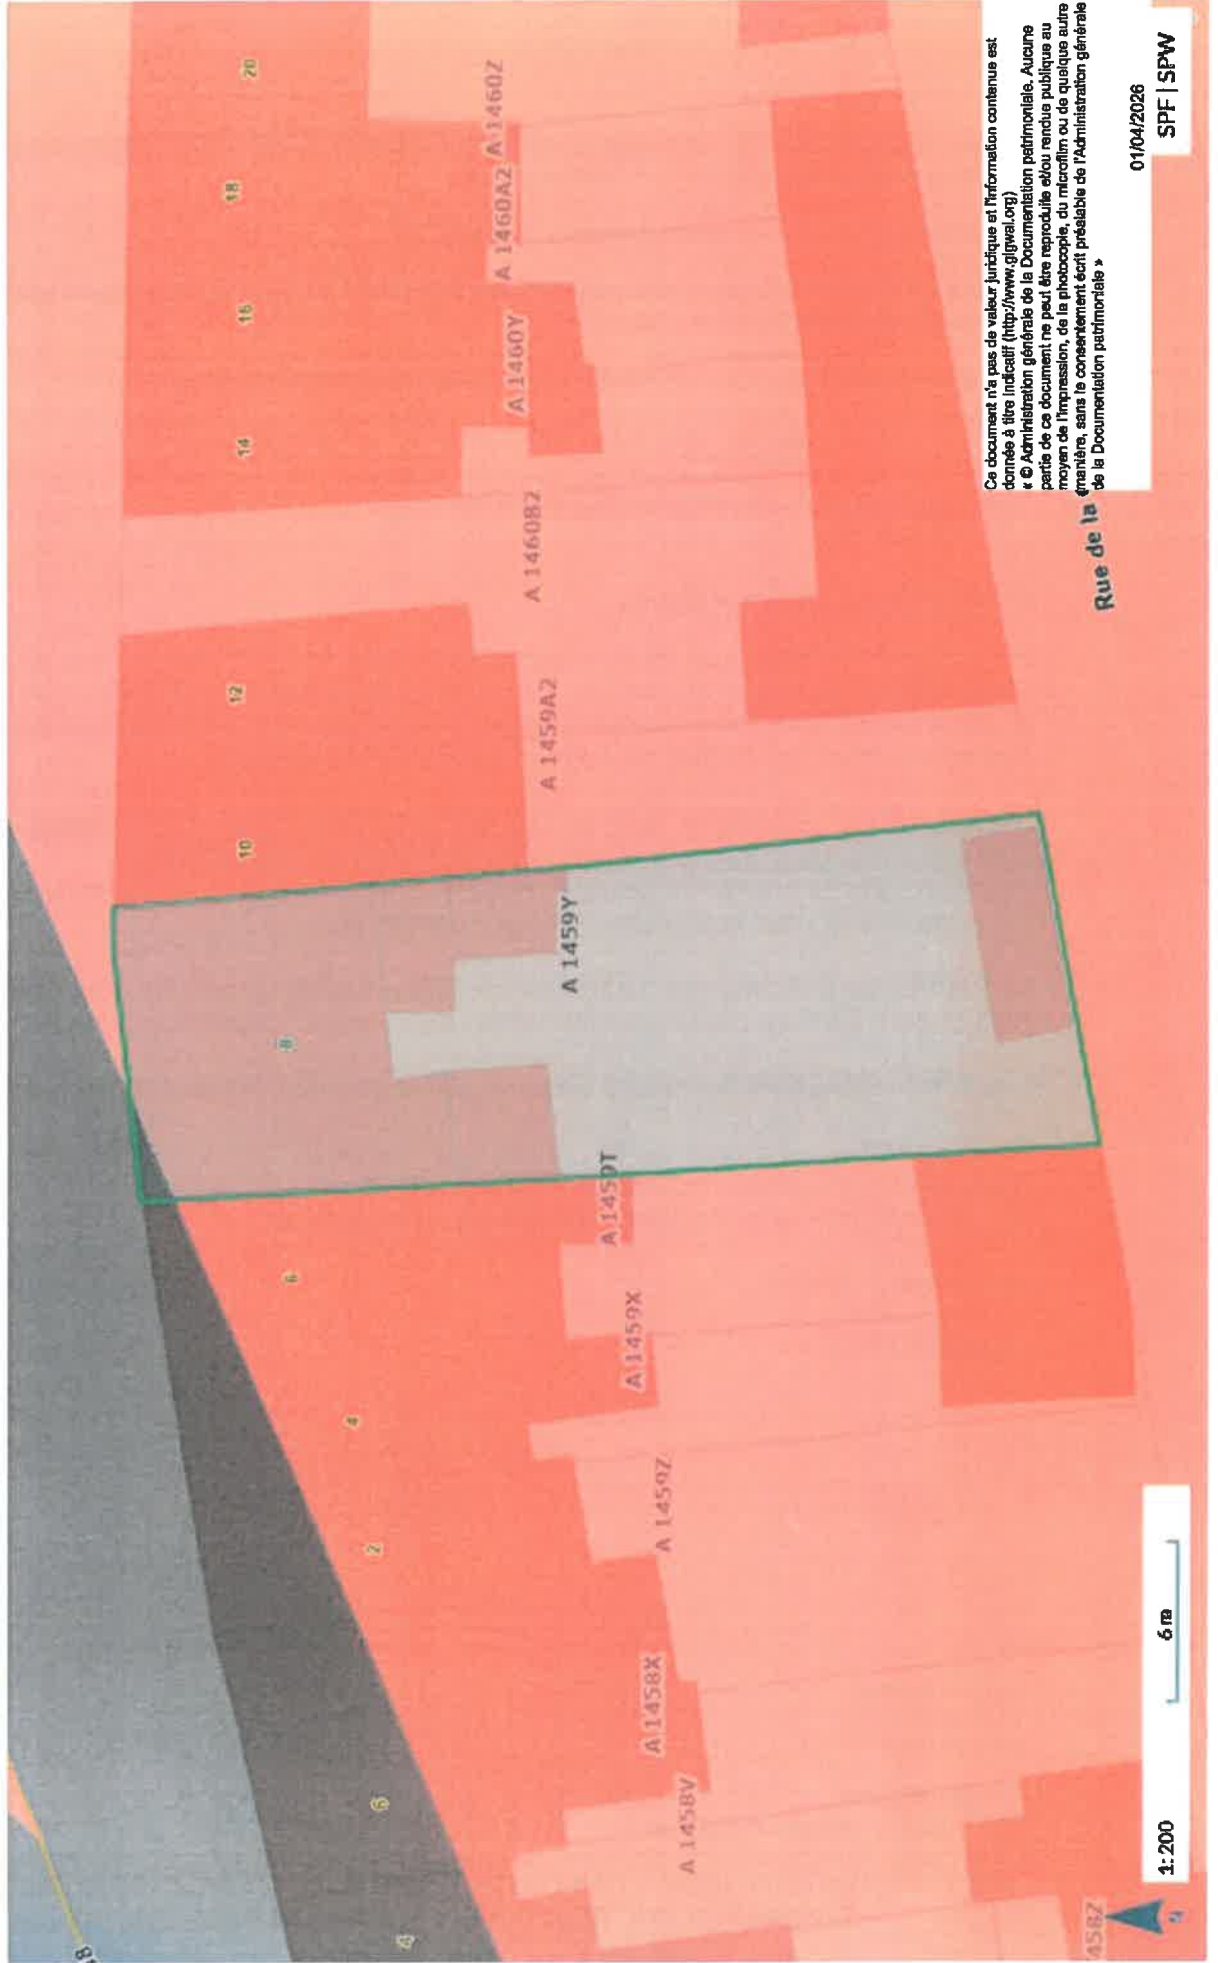 20
18
16
14
12
10
8
6
4
2
6
4
8
A 1460Z
A 1460A2
A 1460Y
A 1460B2
A 1459A2
A 1459Y
A 1459T
A 1459X
A 1459Z
A 1458X
A 1458V
458Z
Rue de la
Ce document n'a pas de valeur juridique et l'information contenue est
donnée à titre indicatif (http://www.gigwal.org)
« © Administration générale de la Documentation patrimoniale. Aucune
partie de ce document ne peut être reproduite et/ou rendue publique au
moyen de l'impression, de la photocopie, du microfilm ou de quelque autre
manière, sans le consentement écrit préalable de l'Administration générale
de la Documentation patrimoniale »
01/04/2026
SPF | SPW
1:200
6 m
N